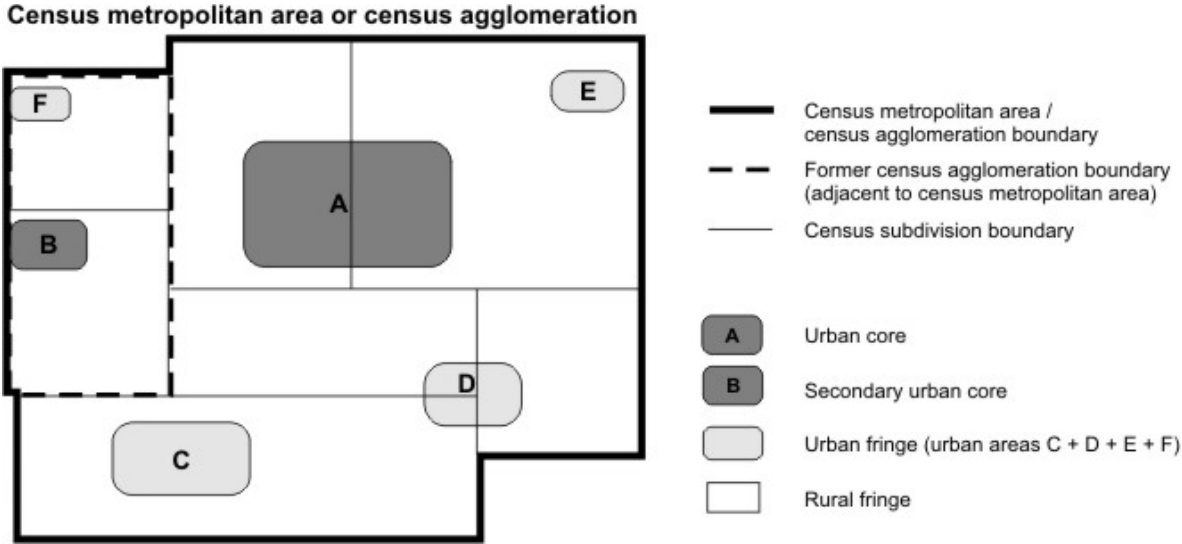 Census metropolitan area or census agglomeration
F
E
A
B
D
C
Census metropolitan area /
census agglomeration boundary
Former census agglomeration boundary
(adjacent to census metropolitan area)
Census subdivision boundary
A Urban core
B Secondary urban core
Urban fringe (urban areas C + D + E + F)
Rural fringe